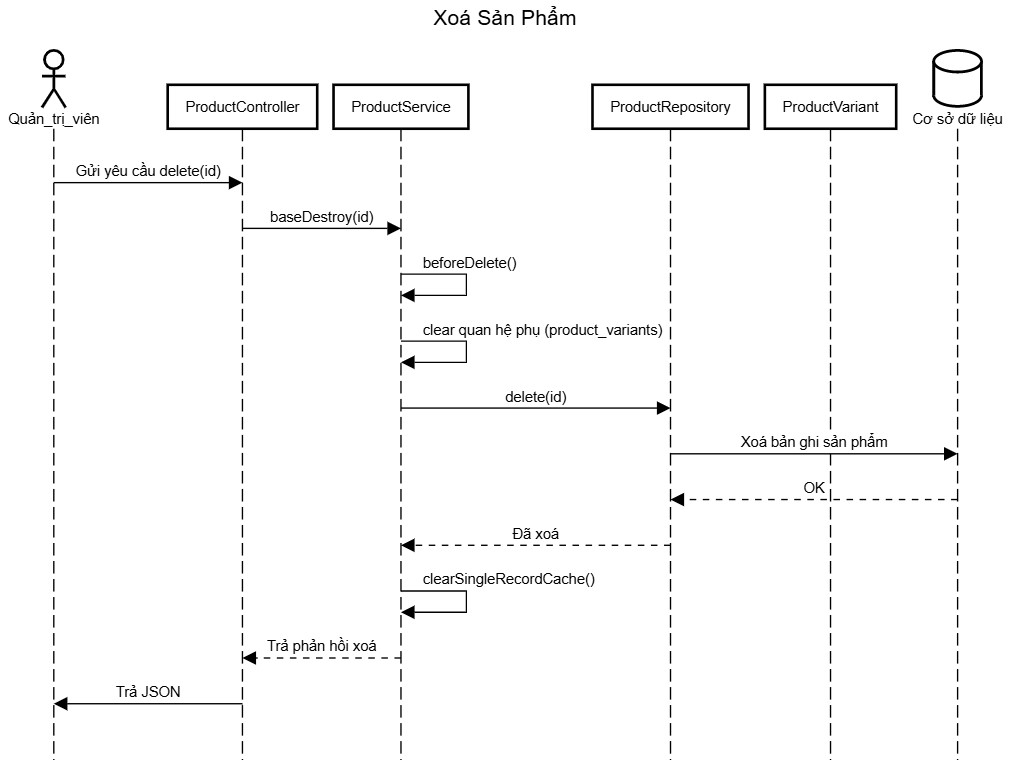 Xoá Sản Phẩm
Quản_trị_viên
ProductController
ProductService
ProductRepository
ProductVariant
Cơ sở dữ liệu
Gửi yêu cầu delete(id)
baseDestroy(id)
beforeDelete()
clear quan hệ phụ (product_variants)
delete(id)
Xoá bản ghi sản phẩm
OK
Đã xoá
clearSingleRecordCache()
Trả phản hồi xoá
Trả JSON